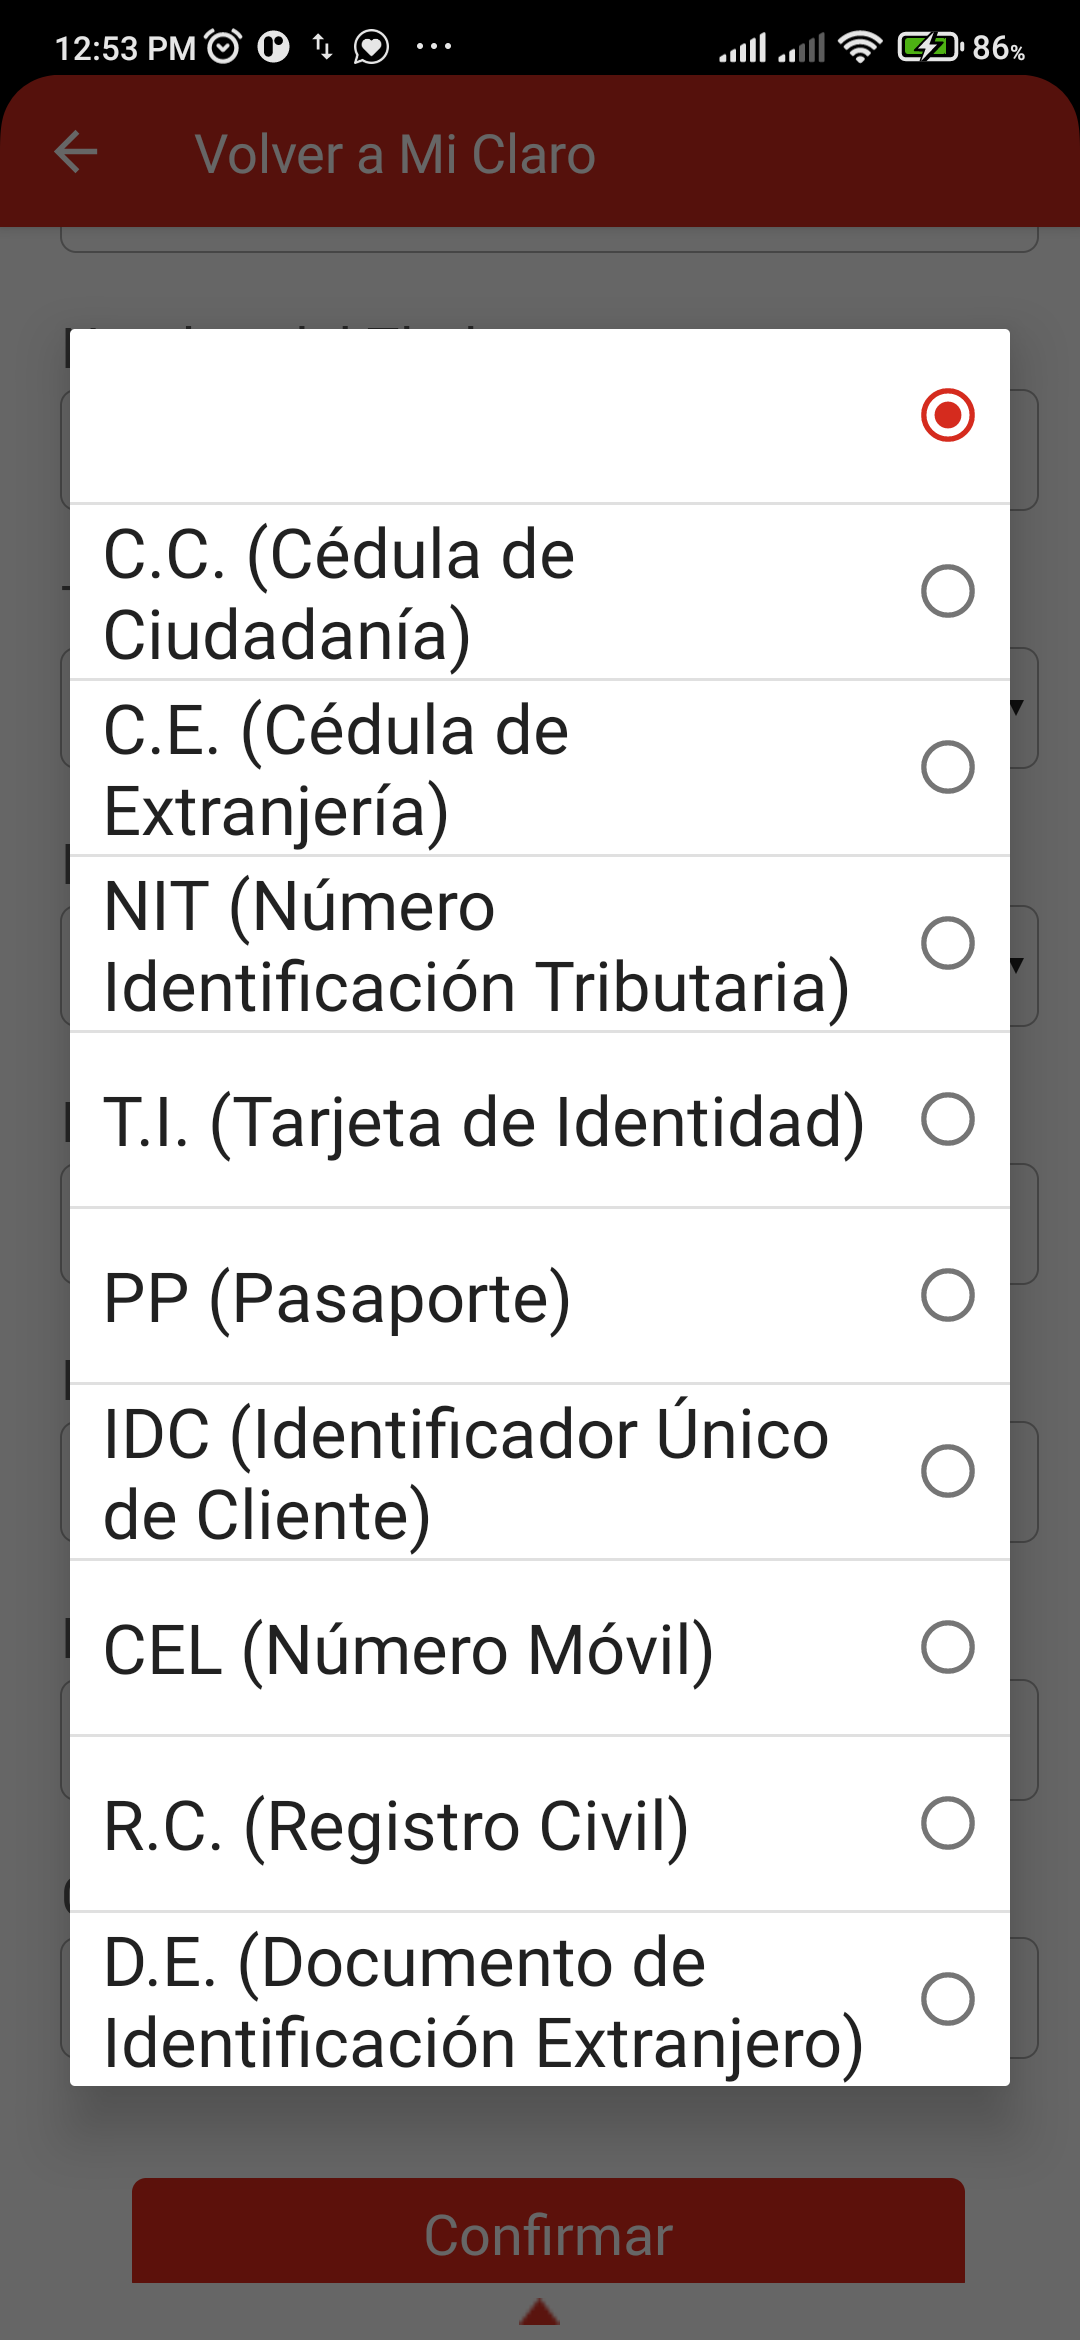 12:53 PM
86%
Volver a Mi Claro
C.C. (Cédula de
Ciudadanía)
C.E. (Cédula de
Extranjería)
NIT (Número
Identificación Tributaria)
T.I. (Tarjeta de Identidad)
PP (Pasaporte)
IDC (Identificador Único
de Cliente)
CEL (Número Móvil)
R.C. (Registro Civil)
D.E. (Documento de
Identificación Extranjero)
Confirmar